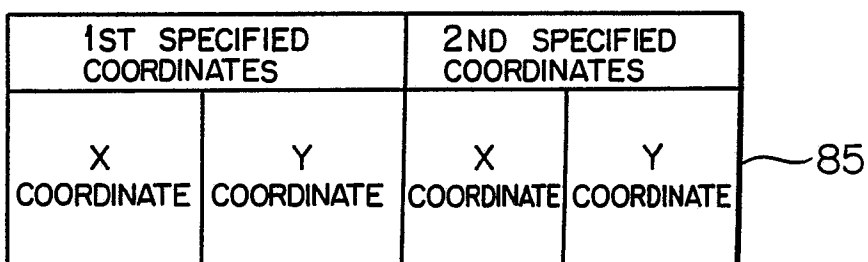 1ST SPECIFIED COORDINATES
2ND SPECIFIED COORDINATES
X COORDINATE
Y COORDINATE
X COORDINATE
Y COORDINATE
85